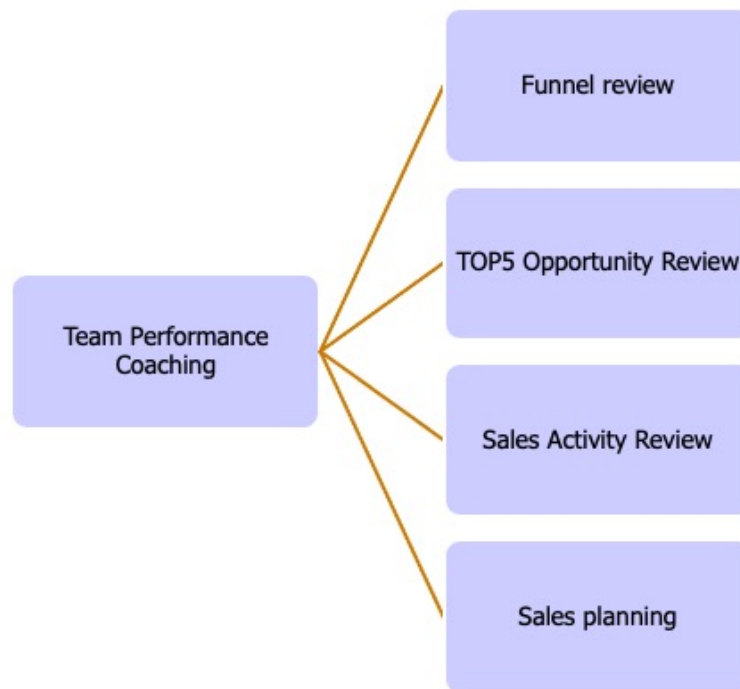 Funnel review
TOP5 Opportunity Review
Team Performance
Coaching
Sales Activity Review
Sales planning